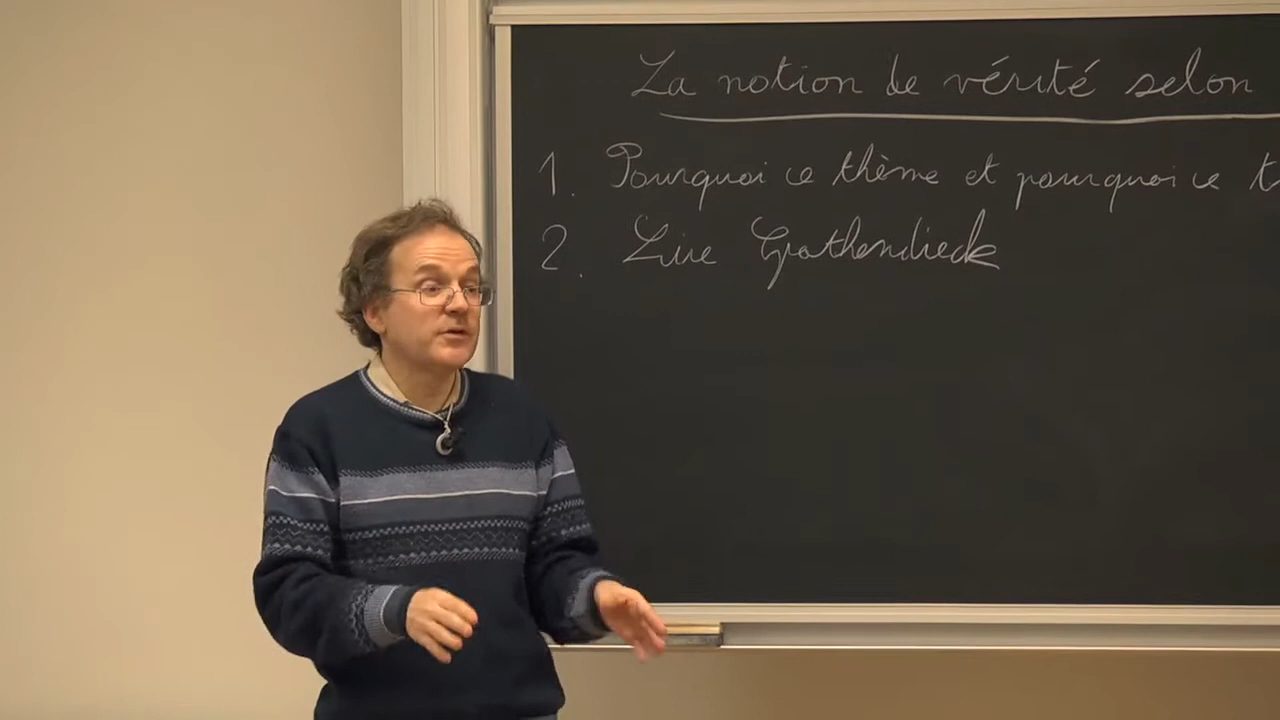 La notion de vérité selon
1. Pourquoi ce thème et pourquoi ce t
2. Lire Grothendieck